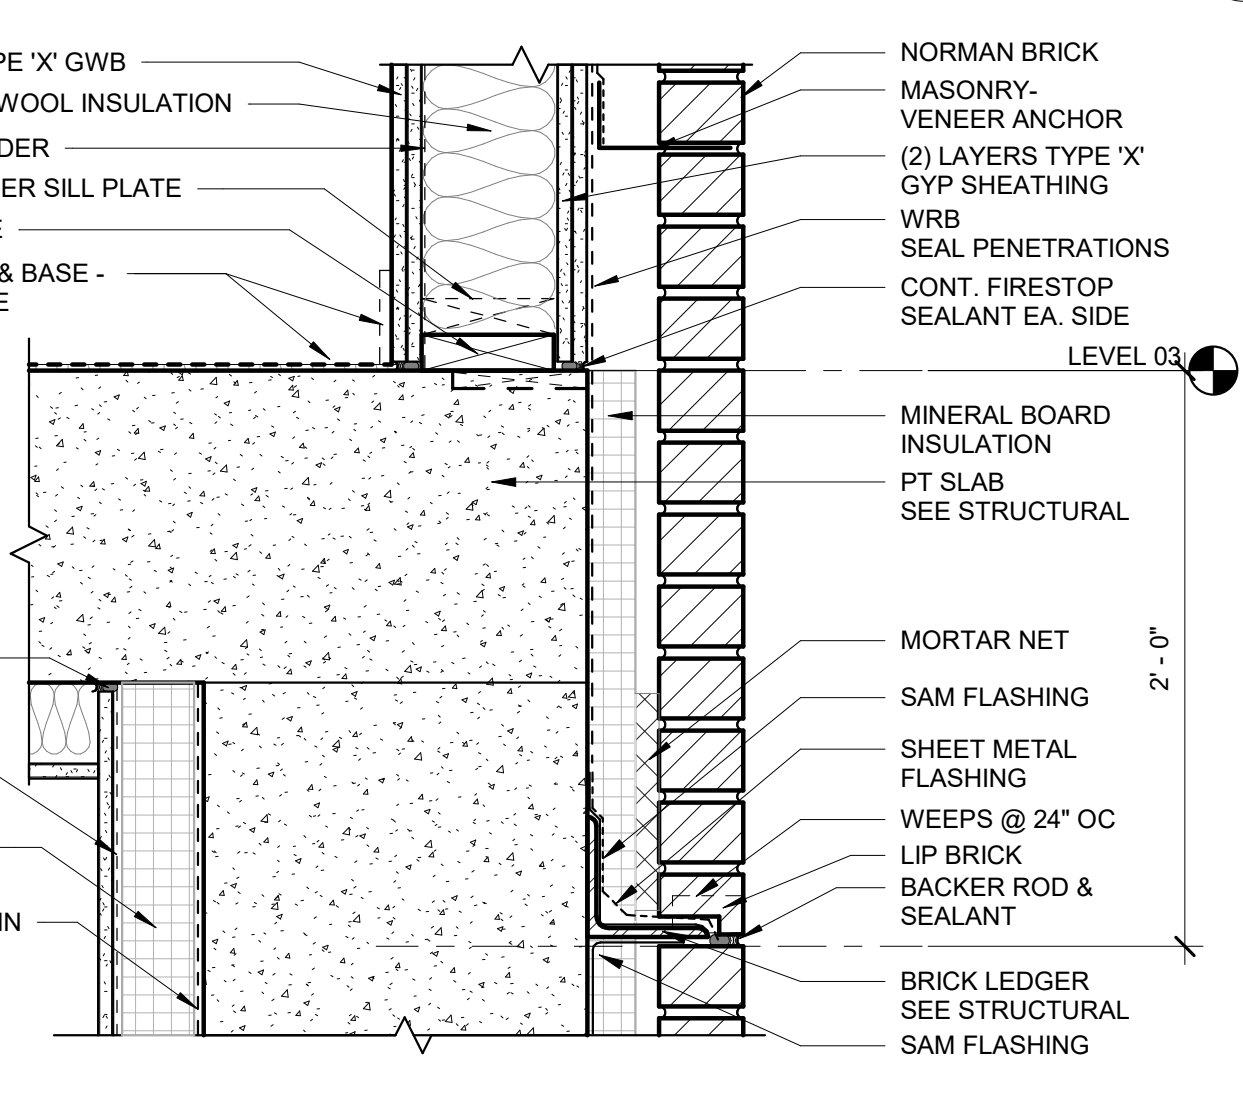 PE 'X' GWB
WOOL INSULATION
DER
ER SILL PLATE
E
& BASE -
E
IN
NORMAN BRICK
MASONRY-
VENEER ANCHOR
(2) LAYERS TYPE 'X'
GYP SHEATHING
WRB
SEAL PENETRATIONS
CONT. FIRESTOP
SEALANT EA. SIDE
LEVEL 03
MINERAL BOARD
INSULATION
PT SLAB
SEE STRUCTURAL
2' - 0"
MORTAR NET
SAM FLASHING
SHEET METAL
FLASHING
WEEPS @ 24" OC
LIP BRICK
BACKER ROD &
SEALANT
BRICK LEDGER
SEE STRUCTURAL
SAM FLASHING